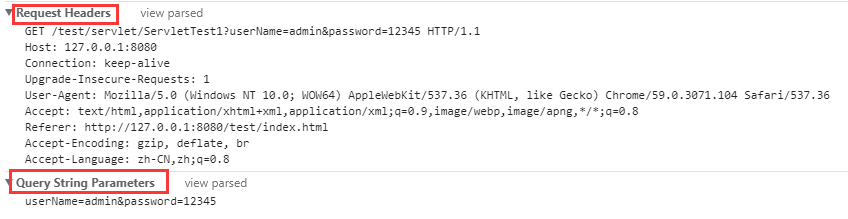 Request Headers view parsed
GET /test/servlet/ServletTest1?userName=admin&password=12345 HTTP/1.1
Host: 127.0.0.1:8080
Connection: keep-alive
Upgrade-Insecure-Requests: 1
User-Agent: Mozilla/5.0 (Windows NT 10.0; WOW64) AppleWebKit/537.36 (KHTML, like Gecko) Chrome/59.0.3071.104 Safari/537.36
Accept: text/html,application/xhtml+xml,application/xml;q=0.9,image/webp,image/apng,*/*;q=0.8
Referer: http://127.0.0.1:8080/test/index.html
Accept-Encoding: gzip, deflate, br
Accept-Language: zh-CN,zh;q=0.8
Query String Parameters view parsed
userName=admin&password=12345